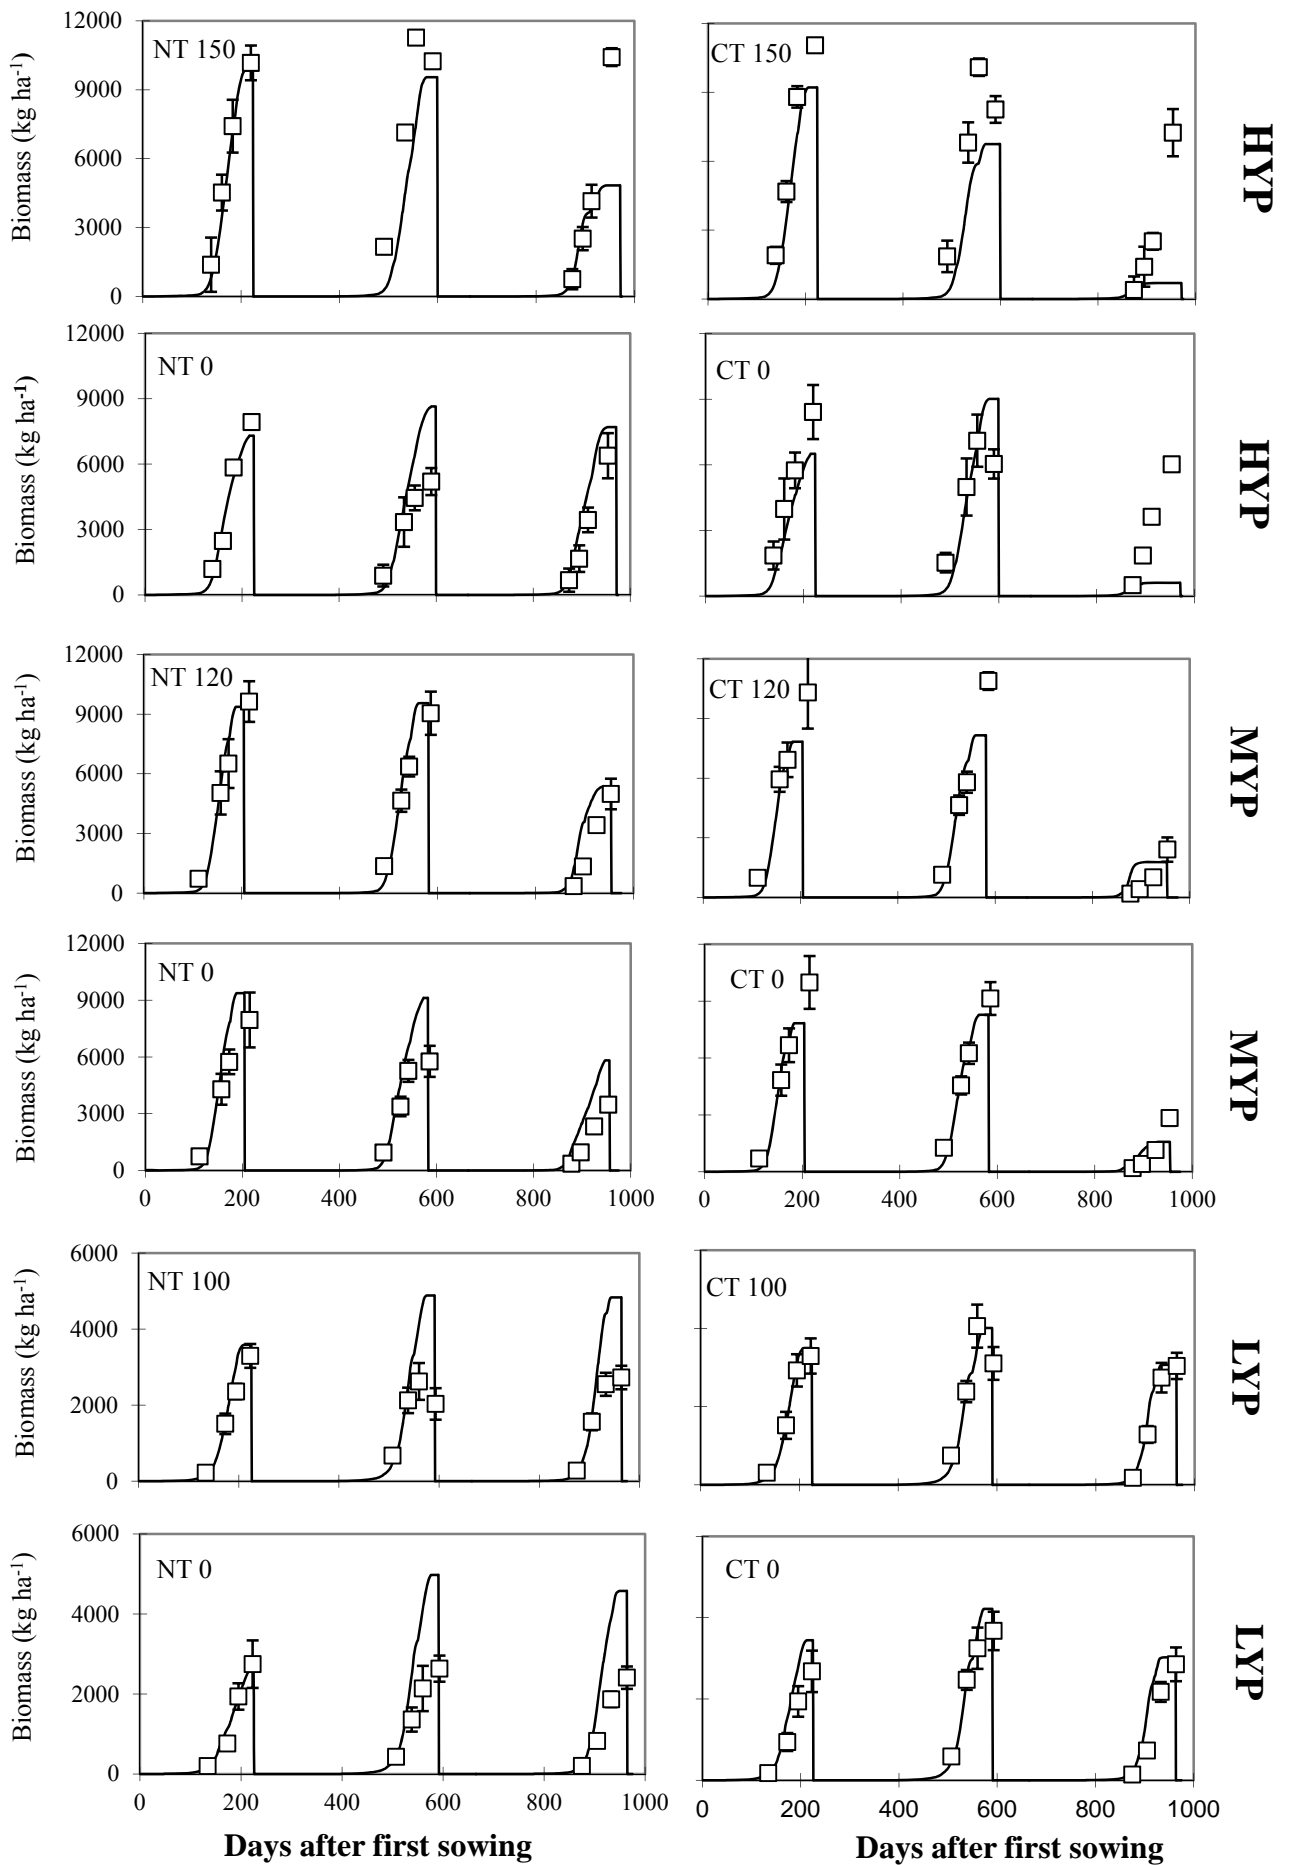 12000
9000
6000
3000
0
Biomass (kg ha-1)
NT 150
CT 150
HYP
12000
9000
6000
3000
0
Biomass (kg ha-1)
NT 0
CT 0
HYP
12000
9000
6000
3000
0
Biomass (kg ha-1)
NT 120
CT 120
MYP
12000
9000
6000
3000
0
Biomass (kg ha-1)
NT 0
CT 0
MYP
0 200 400 600 800 1000
0 200 400 600 800 1000
6000
4000
2000
0
Biomass (kg ha-1)
NT 100
CT 100
LYP
6000
4000
2000
0
Biomass (kg ha-1)
NT 0
CT 0
LYP
0 200 400 600 800 1000
0 200 400 600 800 1000
Days after first sowing
Days after first sowing